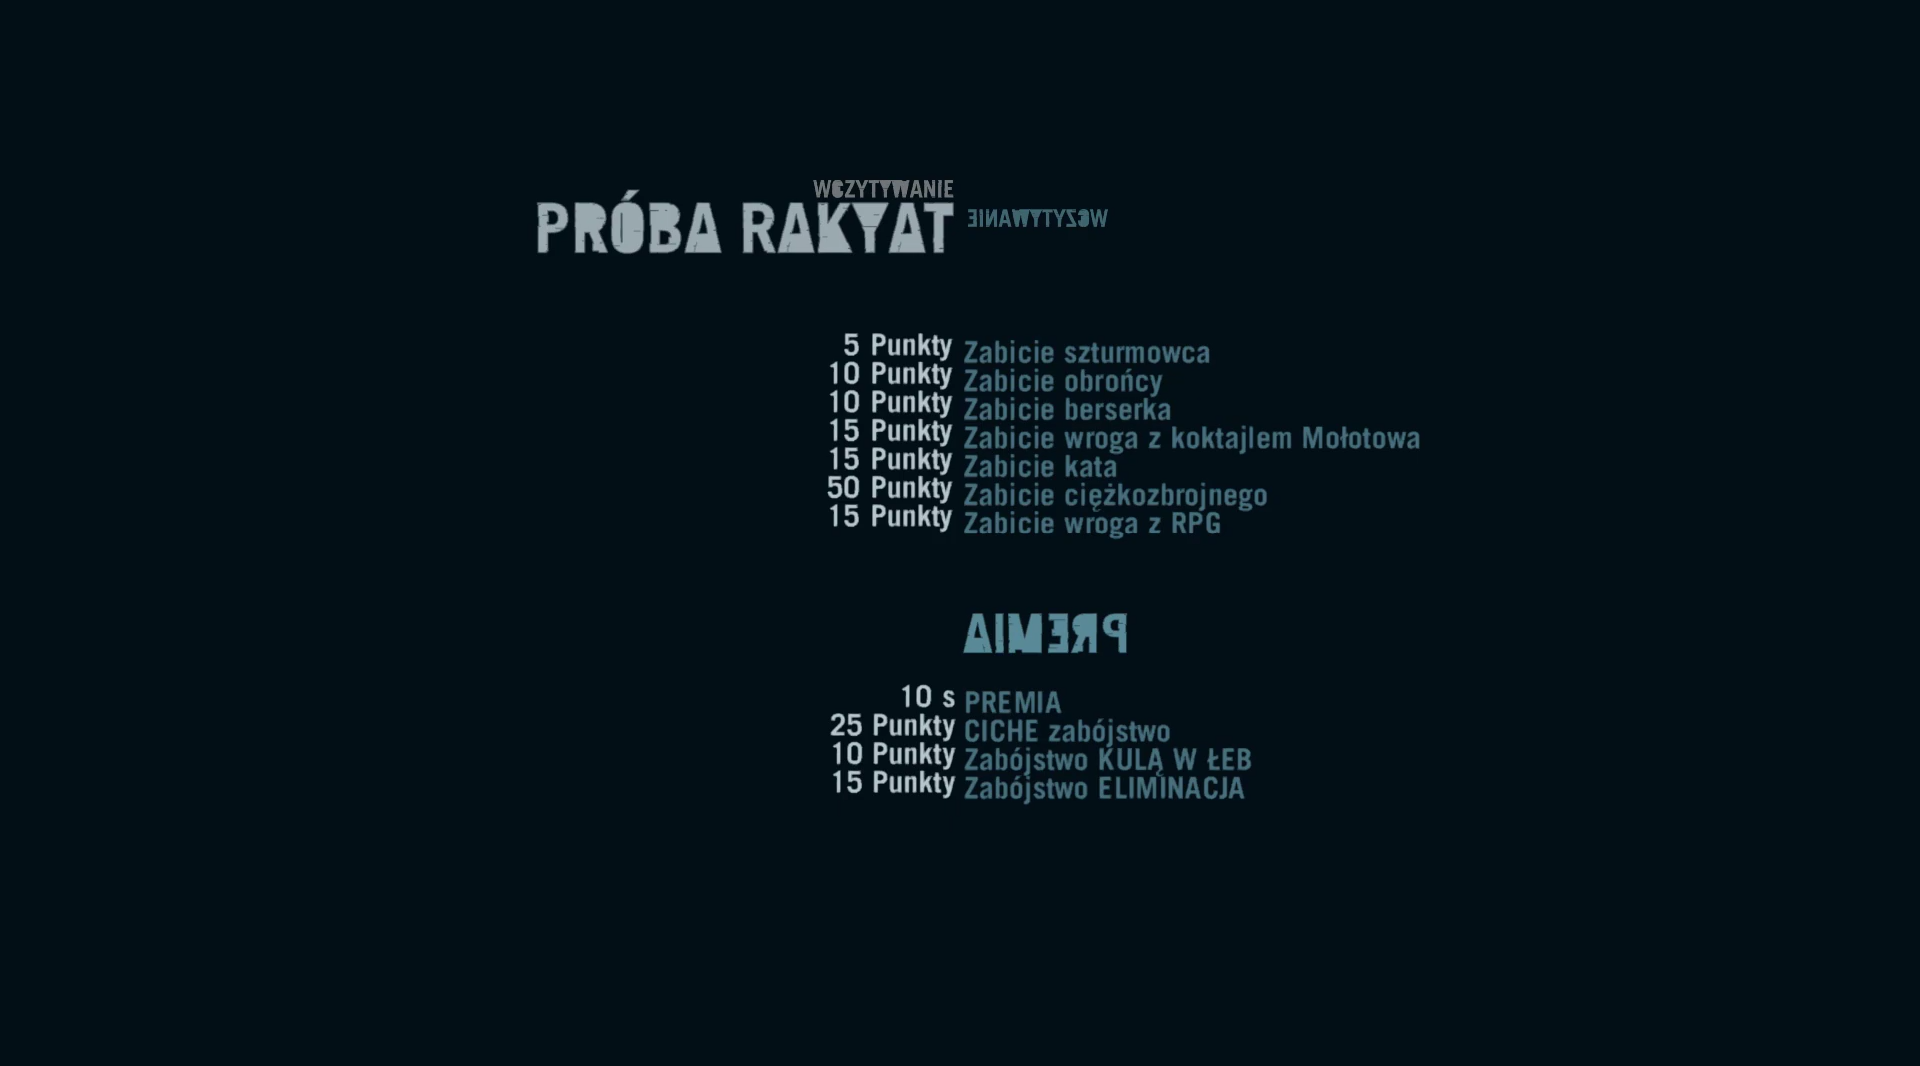 WCZYTYWANIE
PRÓBA RAKYAT
WCZYTYWANIE
5 Punkty Zabicie szturmowca
10 Punkty Zabicie obrońcy
10 Punkty Zabicie berserka
15 Punkty Zabicie wroga z koktajlem Mołotowa
15 Punkty Zabicie kata
50 Punkty Zabicie ciężkozbrojnego
15 Punkty Zabicie wroga z RPG
PREMIA
10 s PREMIA
25 Punkty CICHE zabójstwo
10 Punkty Zabójstwo KULĄ W ŁEB
15 Punkty Zabójstwo ELIMINACJA